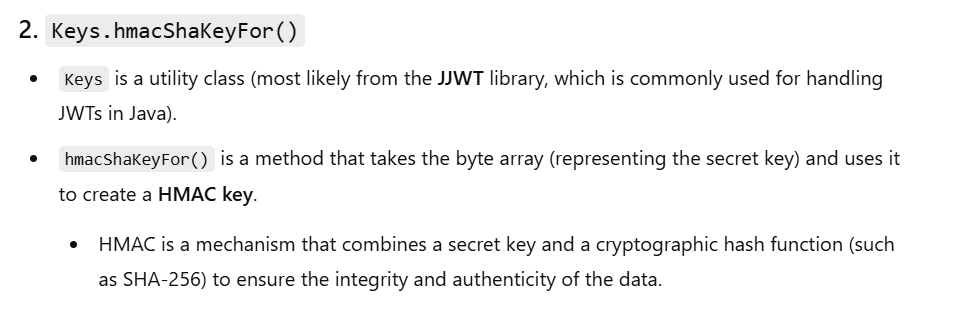 2. Keys.hmacShaKeyFor()
• Keys is a utility class (most likely from the JJWT library, which is commonly used for handling
JWTs in Java).
• hmacShaKeyFor() is a method that takes the byte array (representing the secret key) and uses it
to create a HMAC key.
• HMAC is a mechanism that combines a secret key and a cryptographic hash function (such
as SHA-256) to ensure the integrity and authenticity of the data.